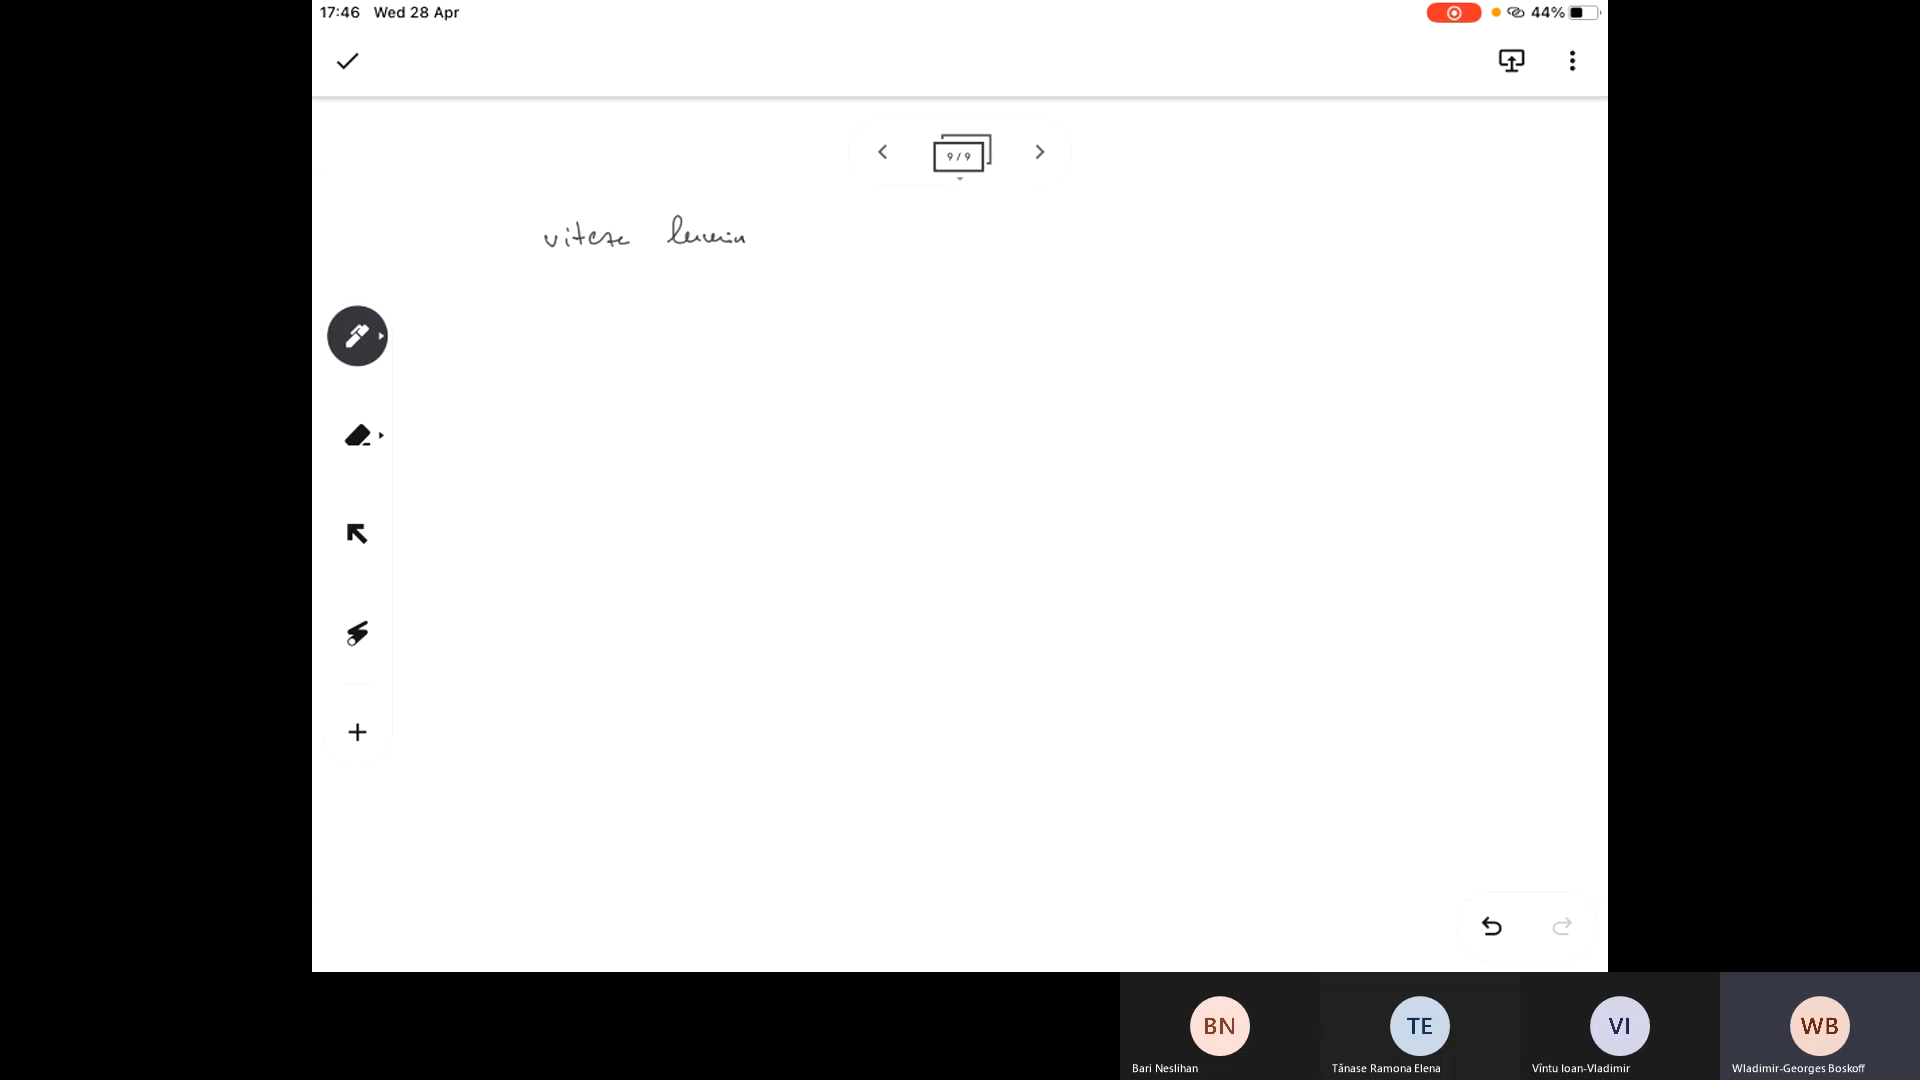 17:46 Wed 28 Apr 44%
9 / 9
viteza
BN TE VI WB
Bari Neslihan Tănase Ramona Elena Vîntu Ioan-Vladimir Wladimir-Georges Boskoff